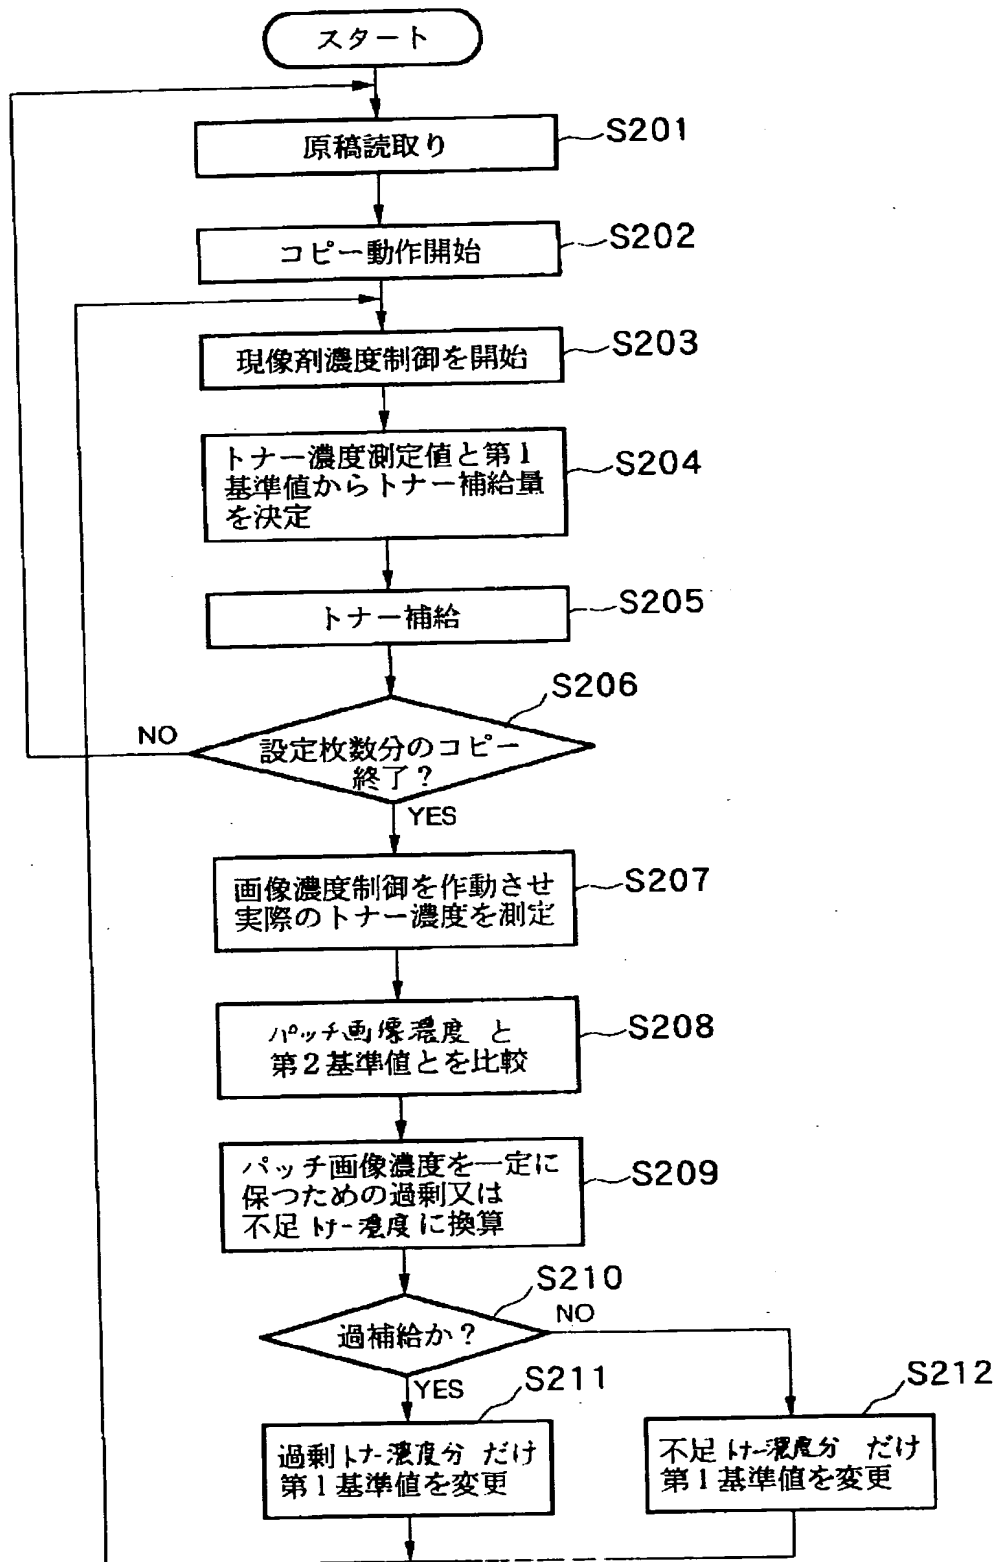 スタート
原稿読取り
S201
コピー動作開始
S202
現像剤濃度制御を開始
S203
トナー濃度測定値と第1
基準値からトナー補給量
を決定
S204
トナー補給
S205
S206
NO
設定枚数分のコピー
終了?
YES
画像濃度制御を作動させ
実際のトナー濃度を測定
S207
パッチ画像濃度 と
第2基準値とを比較
S208
パッチ画像濃度を一定に
保つための過剰又は
不足トナー濃度に換算
S209
S210
過補給か?
NO
YES
S211
過剰トナー濃度分 だけ
第1基準値を変更
S212
不足トナー濃度分 だけ
第1基準値を変更